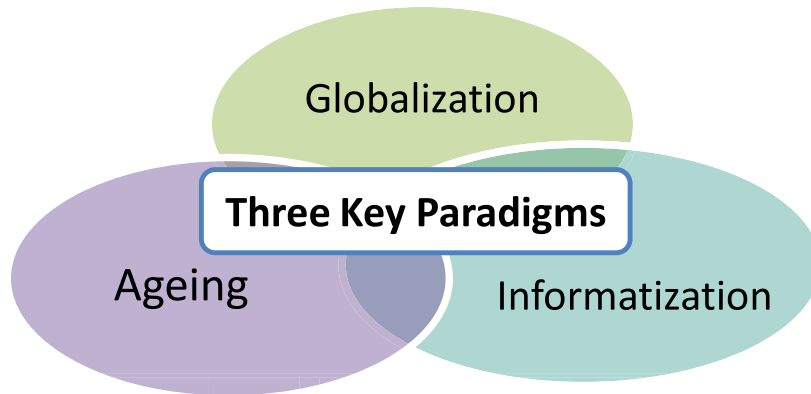 Globalization
Three Key Paradigms
Ageing
Informatization